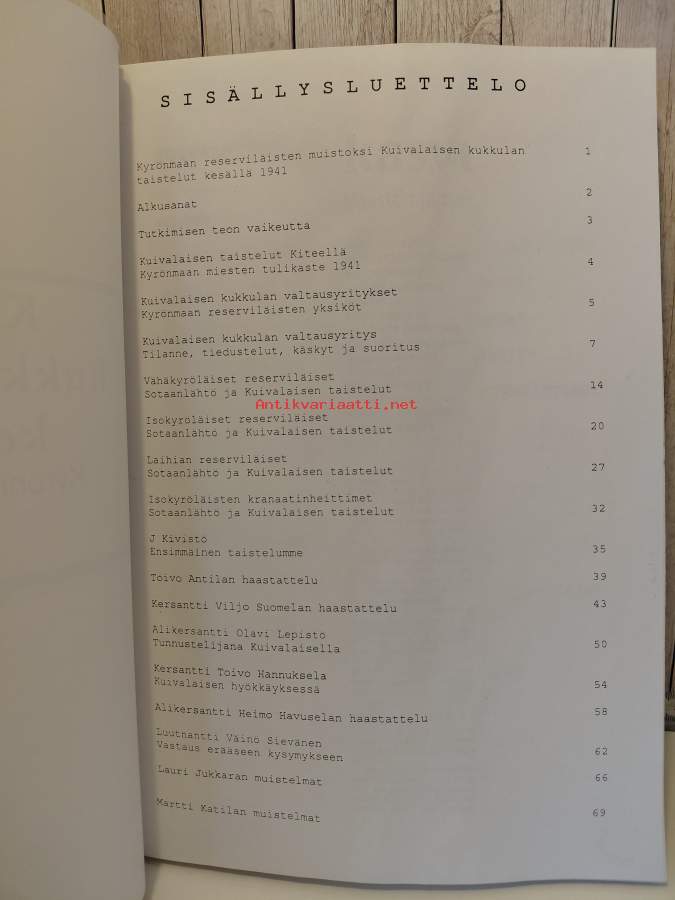 SISÄLLYSLUETTELO
Kyrönmaan reserviläisten muistoksi Kuivalaisen kukkulan 1
taistelut kesällä 1941
Alkusanat 2
Tutkimisen teon vaikeutta 3
Kuivalaisen taistelut Kiteellä
Kyrönmaan miesten tulikaste 1941 4
Kuivalaisen kukkulan valtausyritykset
Kyrönmaan reserviläisten yksiköt 5
Kuivalaisen kukkulan valtausyritys
Tilanne, tiedustelut, käskyt ja suoritus 7
Vähäkyröläiset reserviläiset
Sotaanlähtö ja Kuivalaisen taistelut 14
Antikvariaatti.net
Isokyröläiset reserviläiset
Sotaanlähtö ja Kuivalaisen taistelut 20
Laihian reserviläiset
Sotaanlähtö ja Kuivalaisen taistelut 27
Isokyröläisten kranaatinheittimet
Sotaanlähtö ja Kuivalaisen taistelut 32
J Kivistö
Ensimmäinen taistelumme 35
Toivo Antilan haastattelu 39
Kersantti Viljo Suomelan haastattelu 43
Alikersantti Olavi Lepistö
Tunnustelijana Kuivalaisella 50
Kersantti Toivo Hannuksela
Kuivalaisen hyökkäyksessä 54
Alikersantti Heimo Havuselan haastattelu 58
Luutnantti Väinö Sievänen
Vastaus erääseen kysymykseen 62
Lauri Jukkaran muistelmat 66
Martti Katilan muistelmat 69